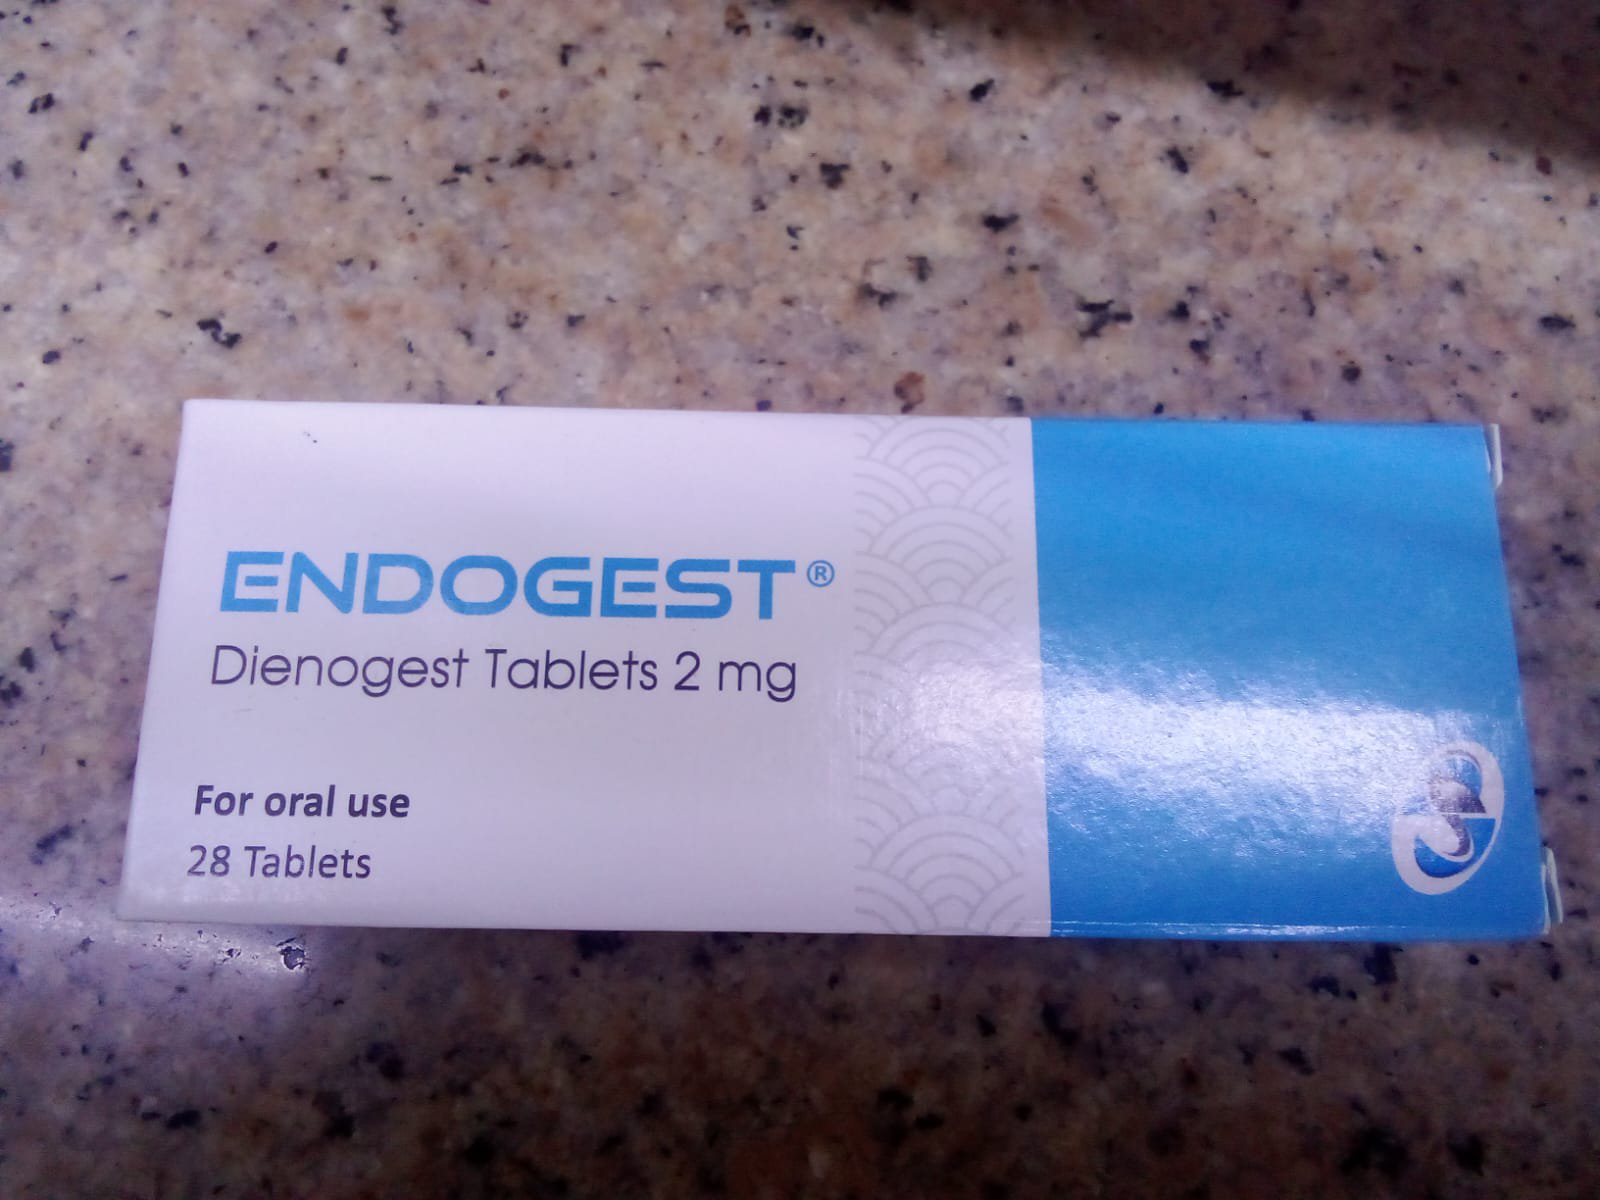 ENDOGEST®
Dienogest Tablets 2 mg
For oral use
28 Tablets